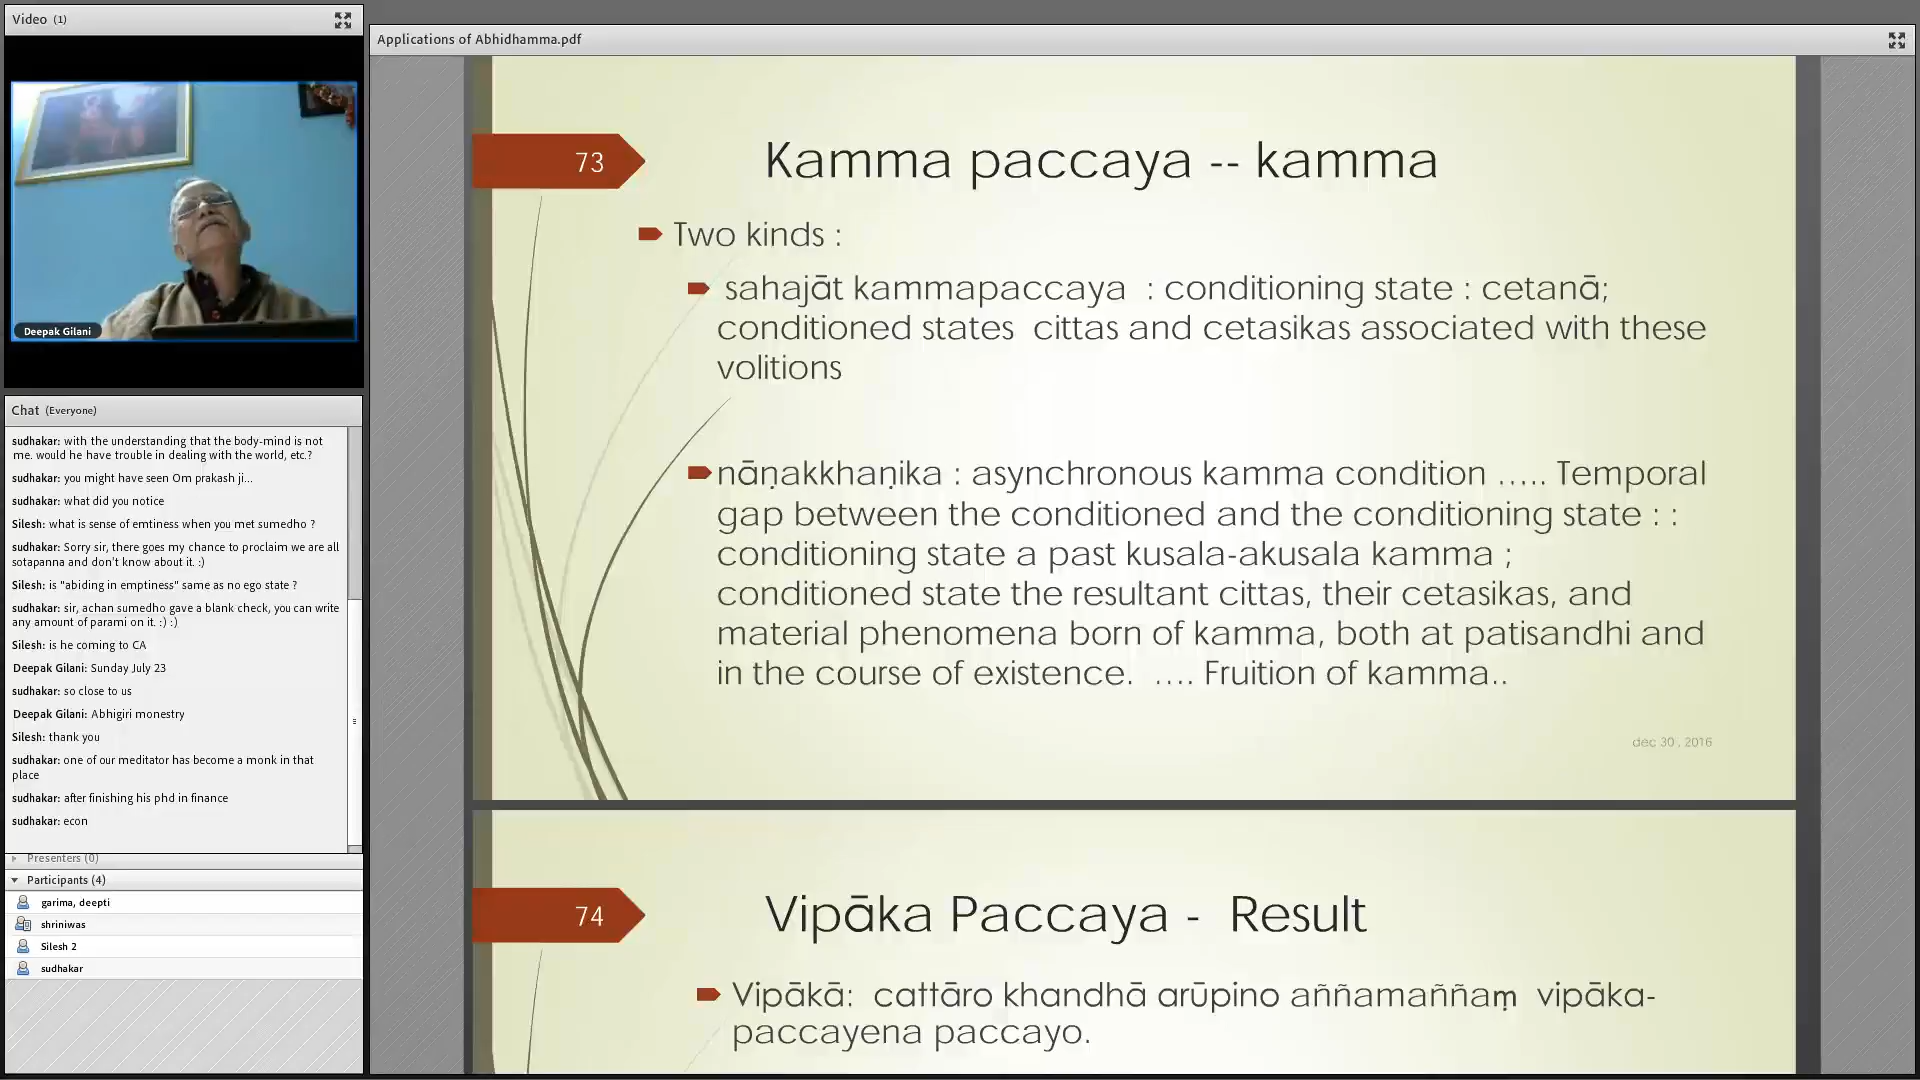 Video (1)
Deepak Gilani
Chat (Everyone)
sudhakar: with the understanding that the body-mind is not
me. would he have trouble in dealing with the world, etc.?
sudhakar: you might have seen Om prakash ji...
sudhakar: what did you notice
Silesh: what is sense of emtiness when you met sumedho ?
sudhakar: Sorry sir, there goes my chance to proclaim we are all
sotapanna and don't know about it. :)
Silesh: is "abiding in emptiness" same as no ego state ?
sudhakar: sir, achan sumedho gave a blank check, you can write
any amount of parami on it. :) :)
Silesh: is he coming to CA
Deepak Gilani: Sunday July 23
sudhakar: so close to us
Deepak Gilani: Abhigiri monestry
Silesh: thank you
sudhakar: one of our meditator has become a monk in that
place
sudhakar: after finishing his phd in finance
sudhakar: econ
Presenters (0)
Participants (4)
garima, deepti
shriniwas
Silesh 2
sudhakar
Applications of Abhidhamma.pdf
73
Kamma paccaya -- kamma
Two kinds :
sahajāt kammapaccaya : conditioning state : cetanā;
conditioned states cittas and cetasikas associated with these
volitions
nāṇakkhaṇika : asynchronous kamma condition ..... Temporal
gap between the conditioned and the conditioning state : :
conditioning state a past kusala-akusala kamma ;
conditioned state the resultant cittas, their cetasikas, and
material phenomena born of kamma, both at patisandhi and
in the course of existence. .... Fruition of kamma..
dec 30 , 2016
74
Vipāka Paccaya - Result
Vipākā: cattāro khandhā arūpino aññamaññaṃ vipāka-
paccayena paccayo.